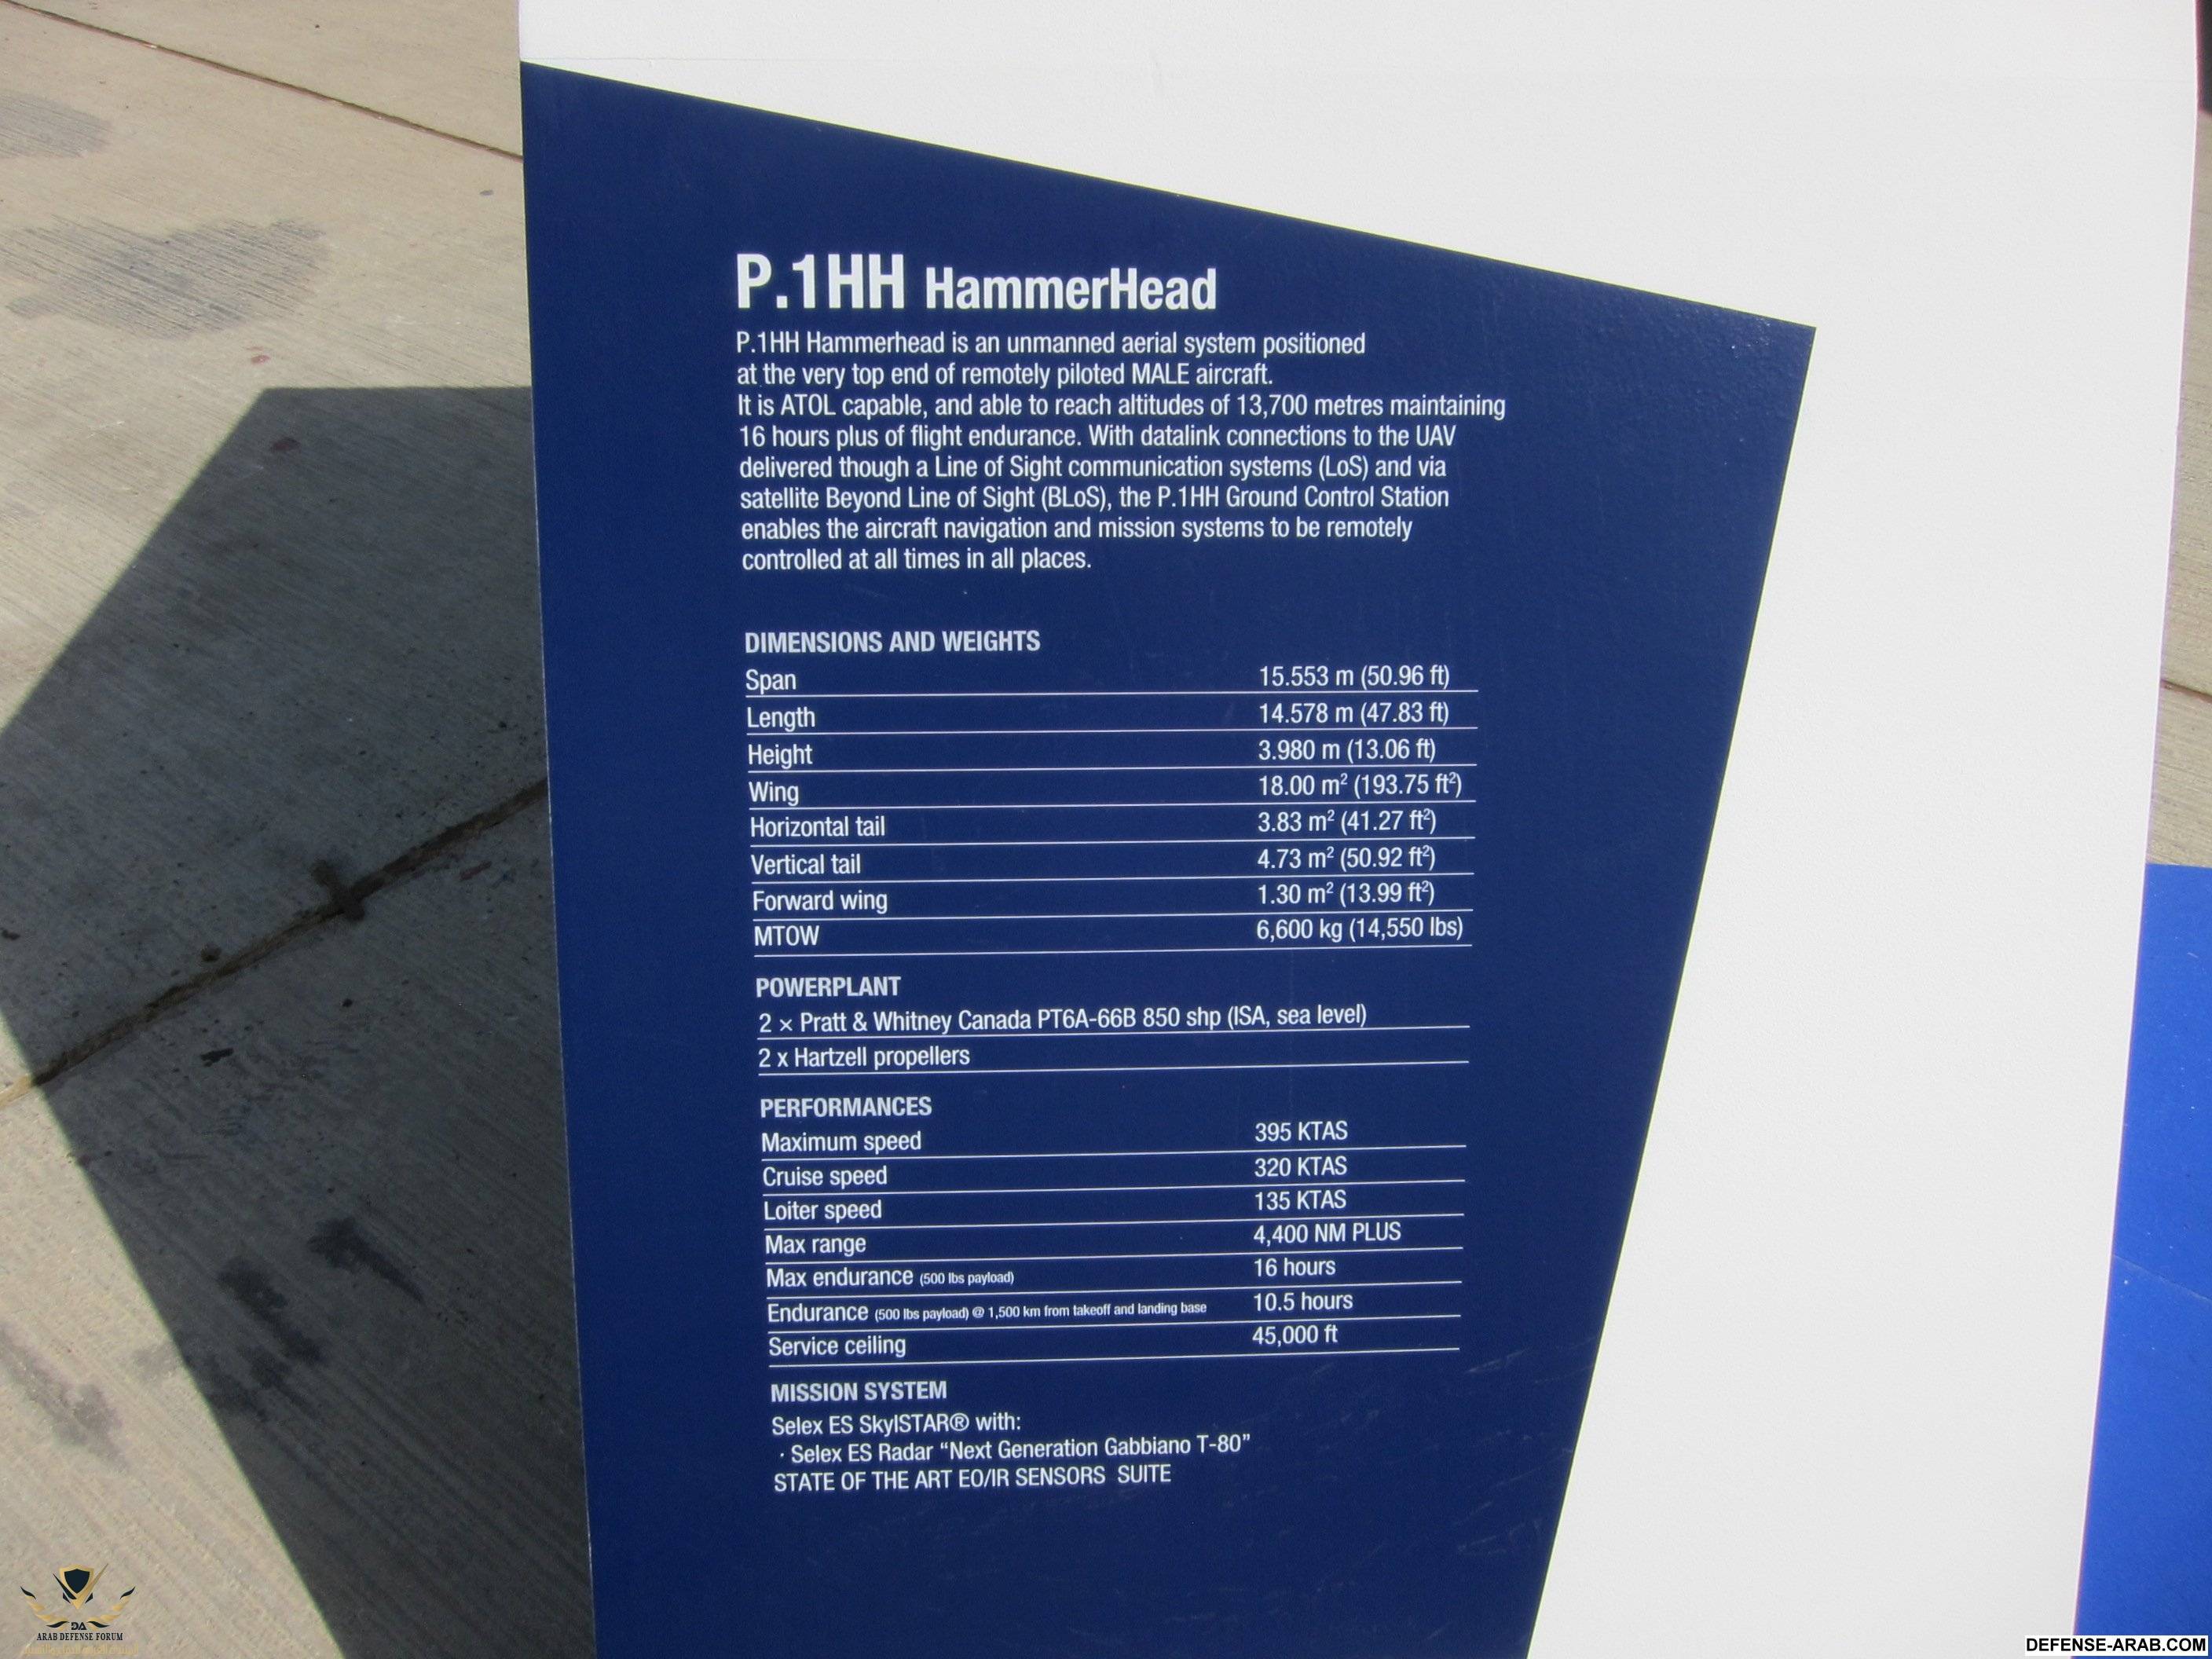 P.1HH HammerHead
P.1HH Hammerhead is an unmanned aerial system positioned
at the very top end of remotely piloted MALE aircraft.
It is ATOL capable, and able to reach altitudes of 13,700 metres maintaining
16 hours plus of flight endurance. With datalink connections to the UAV
delivered though a Line of Sight communication systems (LoS) and via
satellite Beyond Line of Sight (BLoS), the P.1HH Ground Control Station
enables the aircraft navigation and mission systems to be remotely
controlled at all times in all places.
DIMENSIONS AND WEIGHTS
Span 15.553 m (50.96 ft)
Length 14.578 m (47.83 ft)
Height 3.980 m (13.06 ft)
Wing 18.00 m² (193.75 ft²)
Horizontal tail 3.83 m² (41.27 ft²)
Vertical tail 4.73 m² (50.92 ft²)
Forward wing 1.30 m² (13.99 ft²)
MTOW 6,600 kg (14,550 lbs)
POWERPLANT
2 × Pratt & Whitney Canada PT6A-66B 850 shp (ISA, sea level)
2 x Hartzell propellers
PERFORMANCES
Maximum speed 395 KTAS
Cruise speed 320 KTAS
Loiter speed 135 KTAS
Max range 4,400 NM PLUS
Max endurance (500 lbs payload) 16 hours
Endurance (500 lbs payload) @ 1,500 km from takeoff and landing base 10.5 hours
Service ceiling 45,000 ft
MISSION SYSTEM
Selex ES SkyISTAR® with:
· Selex ES Radar “Next Generation Gabbiano T-80”
STATE OF THE ART EO/IR SENSORS SUITE
DA
ARAB DEFENSE FORUM
DEFENSE-ARAB.COM